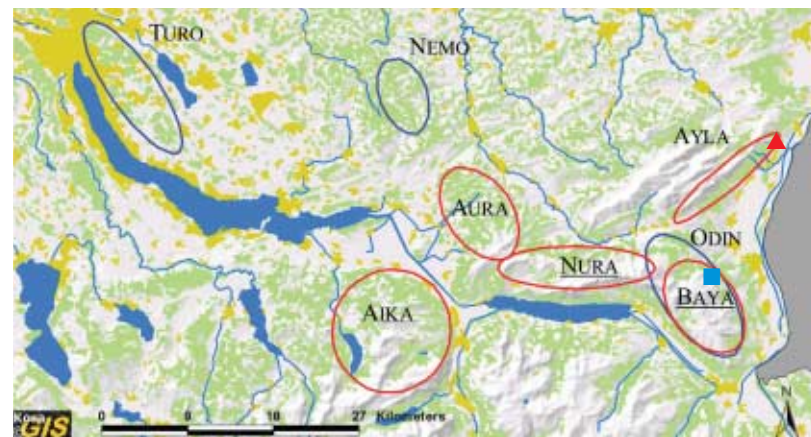 TURO
NEMO
AYLA
AURA
ODIN
NURA
BAYA
AIKA
0 9 18 27 Kilometers
GIS
N